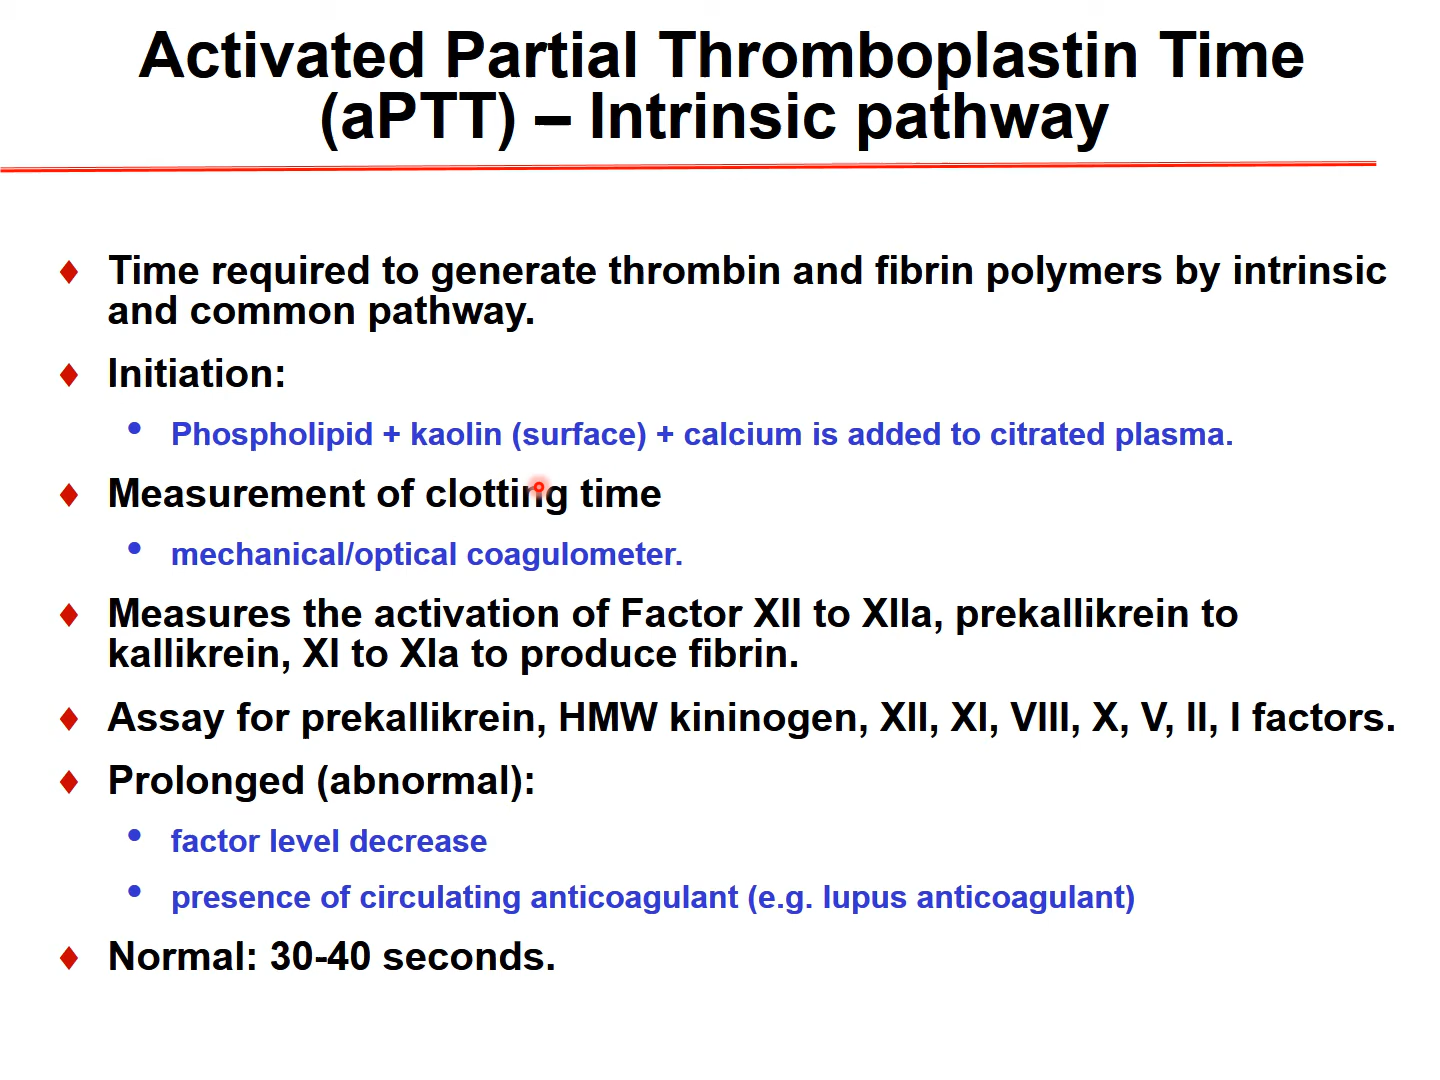 Activated Partial Thromboplastin Time
(aPTT) – Intrinsic pathway
Time required to generate thrombin and fibrin polymers by intrinsic
and common pathway.
Initiation:
Phospholipid + kaolin (surface) + calcium is added to citrated plasma.
Measurement of clotting time
mechanical/optical coagulometer.
Measures the activation of Factor XII to XIIa, prekallikrein to
kallikrein, XI to XIa to produce fibrin.
Assay for prekallikrein, HMW kininogen, XII, XI, VIII, X, V, II, I factors.
Prolonged (abnormal):
factor level decrease
presence of circulating anticoagulant (e.g. lupus anticoagulant)
Normal: 30-40 seconds.